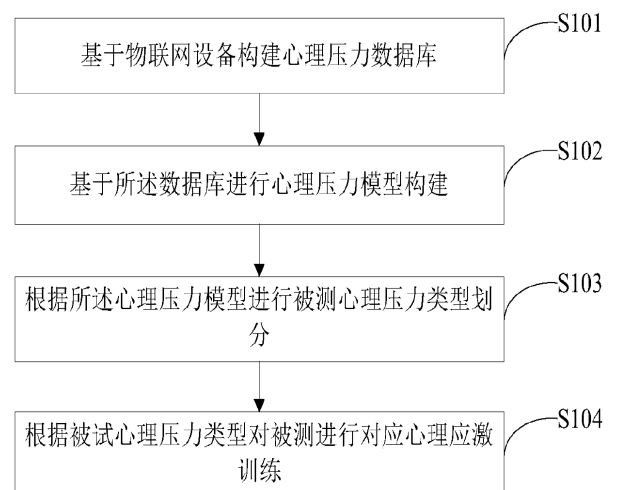 S101
基于物联网设备构建心理压力数据库
S102
基于所述数据库进行心理压力模型构建
S103
根据所述心理压力模型进行被测心理压力类型划
分
S104
根据被试心理压力类型对被测进行对应心理应激
训练